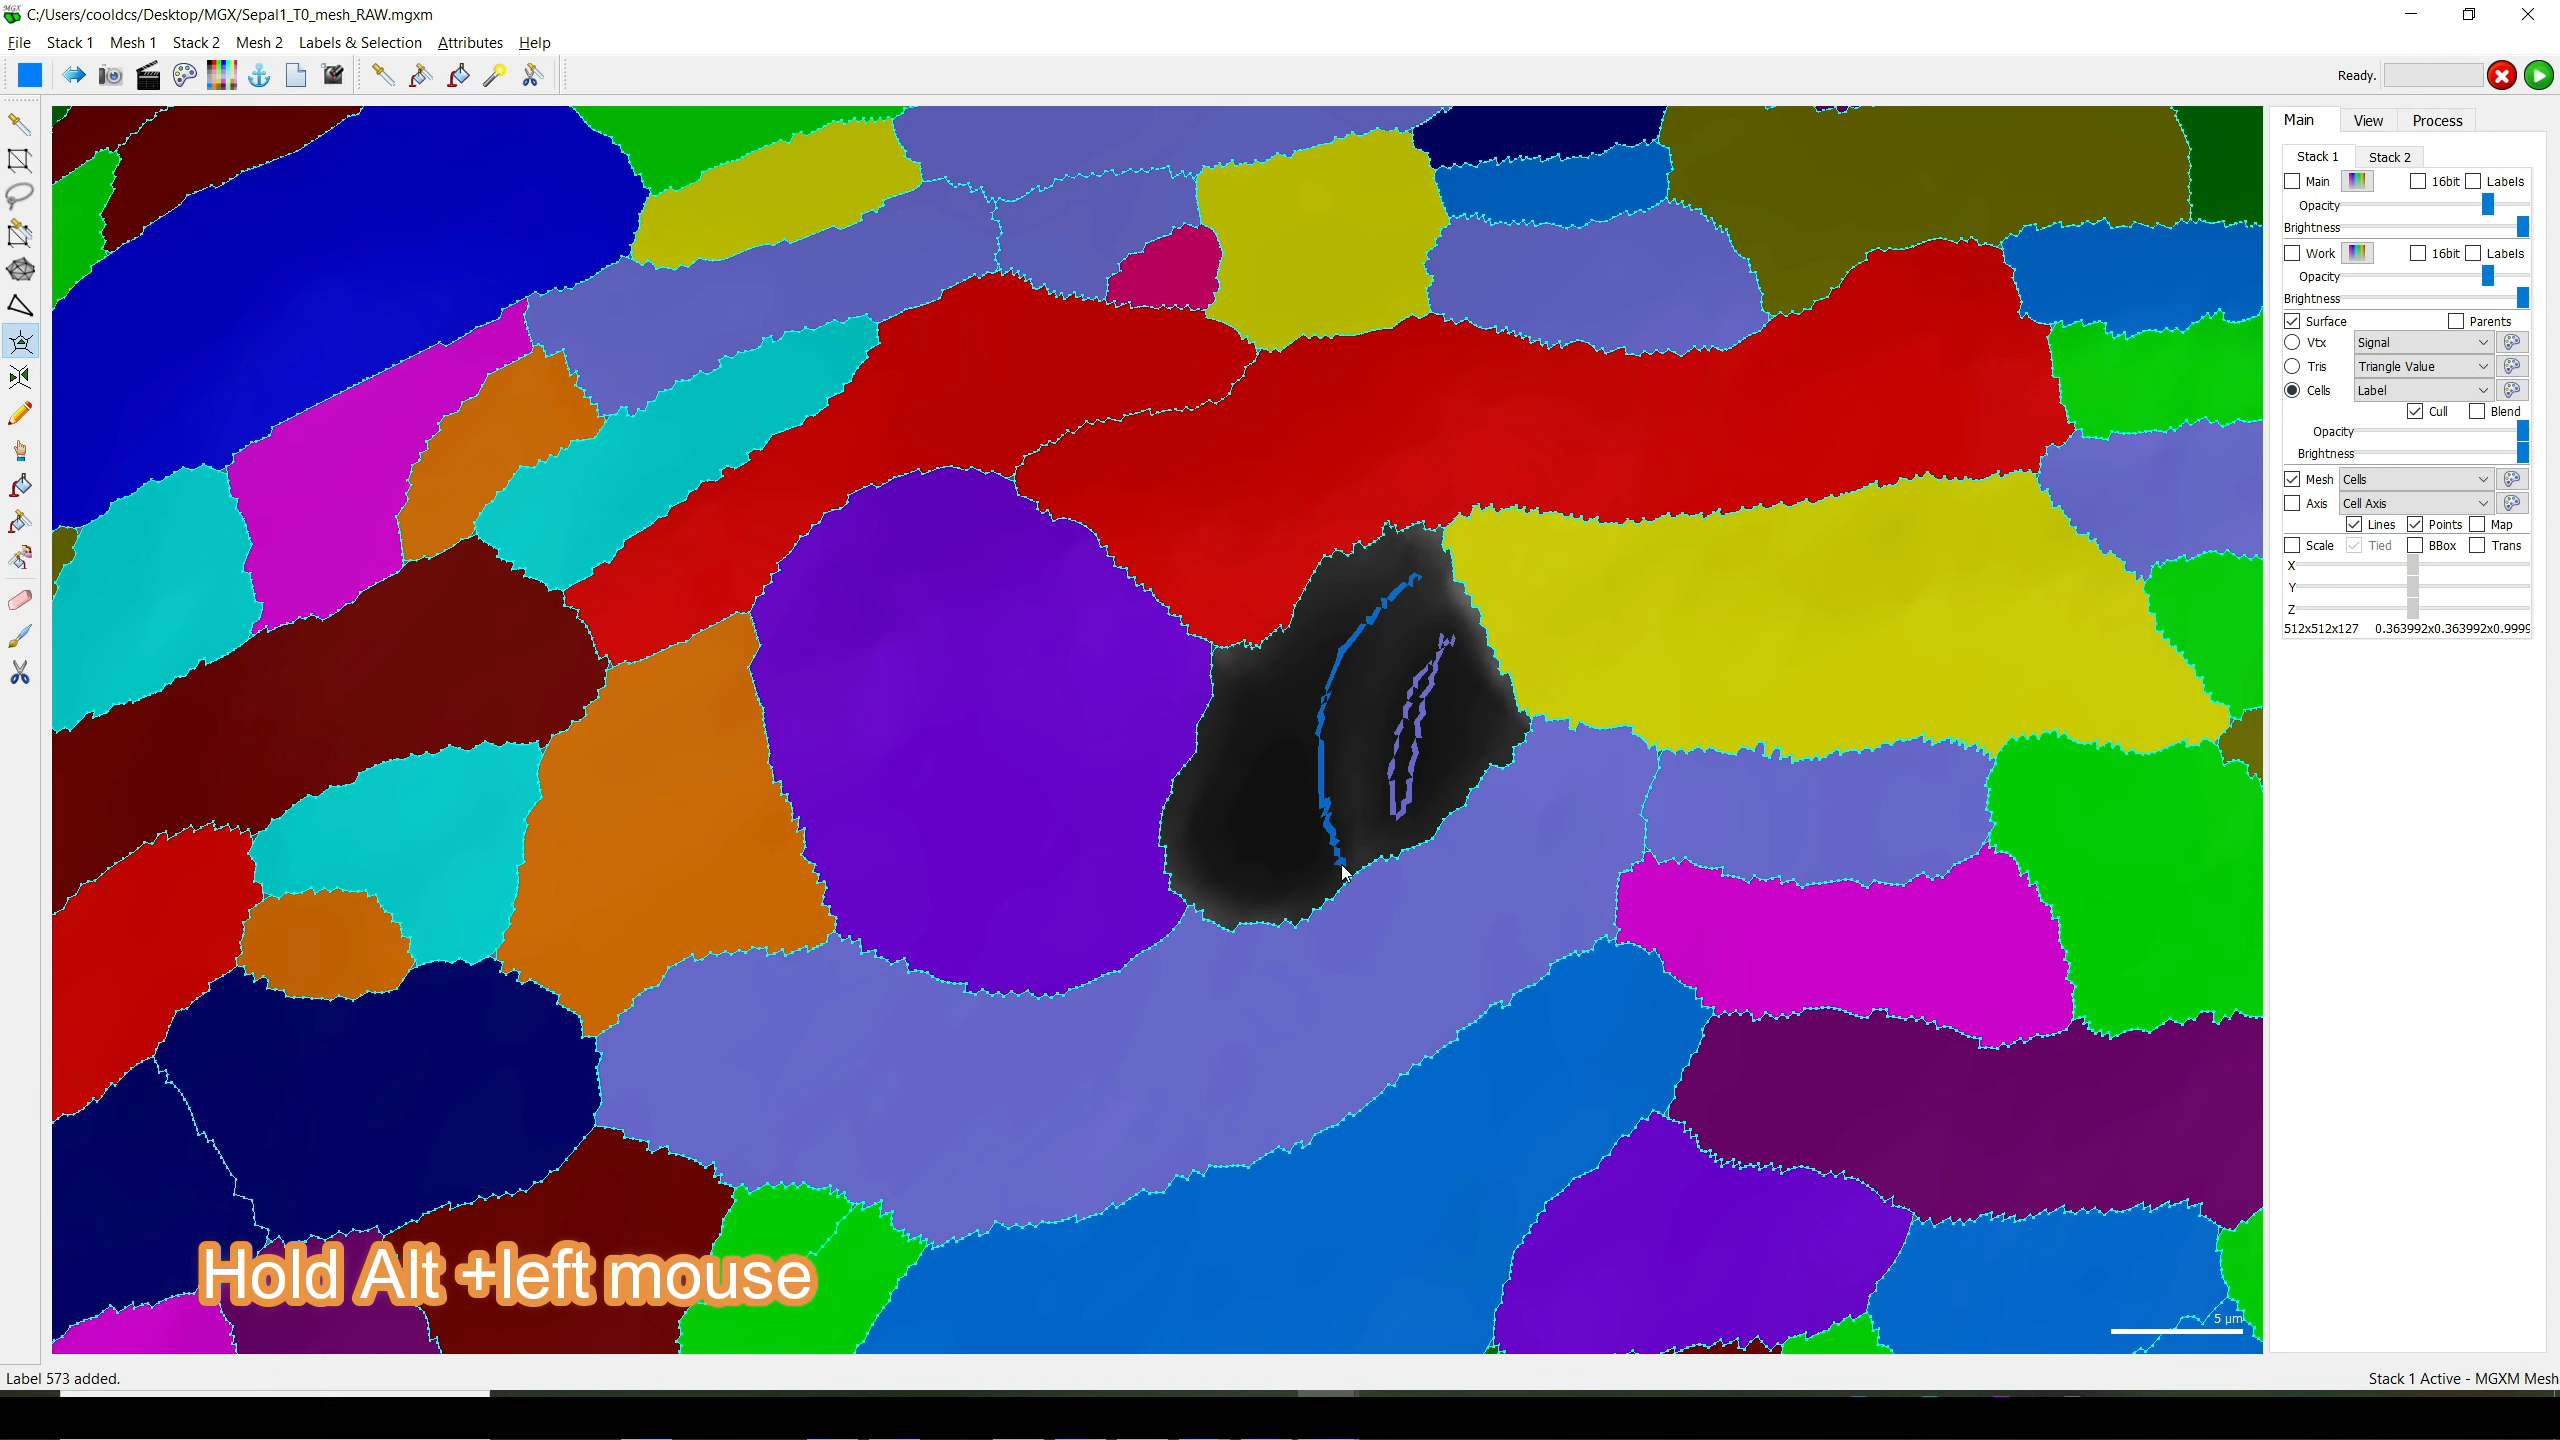 C:/Users/cooldcs/Desktop/MGX/Sepal1_T0_mesh_RAW.mgxm
File Stack 1 Mesh 1 Stack 2 Mesh 2 Labels & Selection Attributes Help
Ready.
Main View Process
Stack 1 Stack 2
Main 16bit Labels
Opacity
Brightness
Work 16bit Labels
Opacity
Brightness
Surface Parents
Vtx Signal
Tris Triangle Value
Cells Label
Cull Blend
Opacity
Brightness
Mesh Cells
Axis Cell Axis
Lines Points Map
Scale Tied BBox Trans
X
Y
Z
512x512x127 0.363992x0.363992x0.9999
Hold Alt +left mouse
5 µm
Label 573 added.
Stack 1 Active - MGXM Mesh